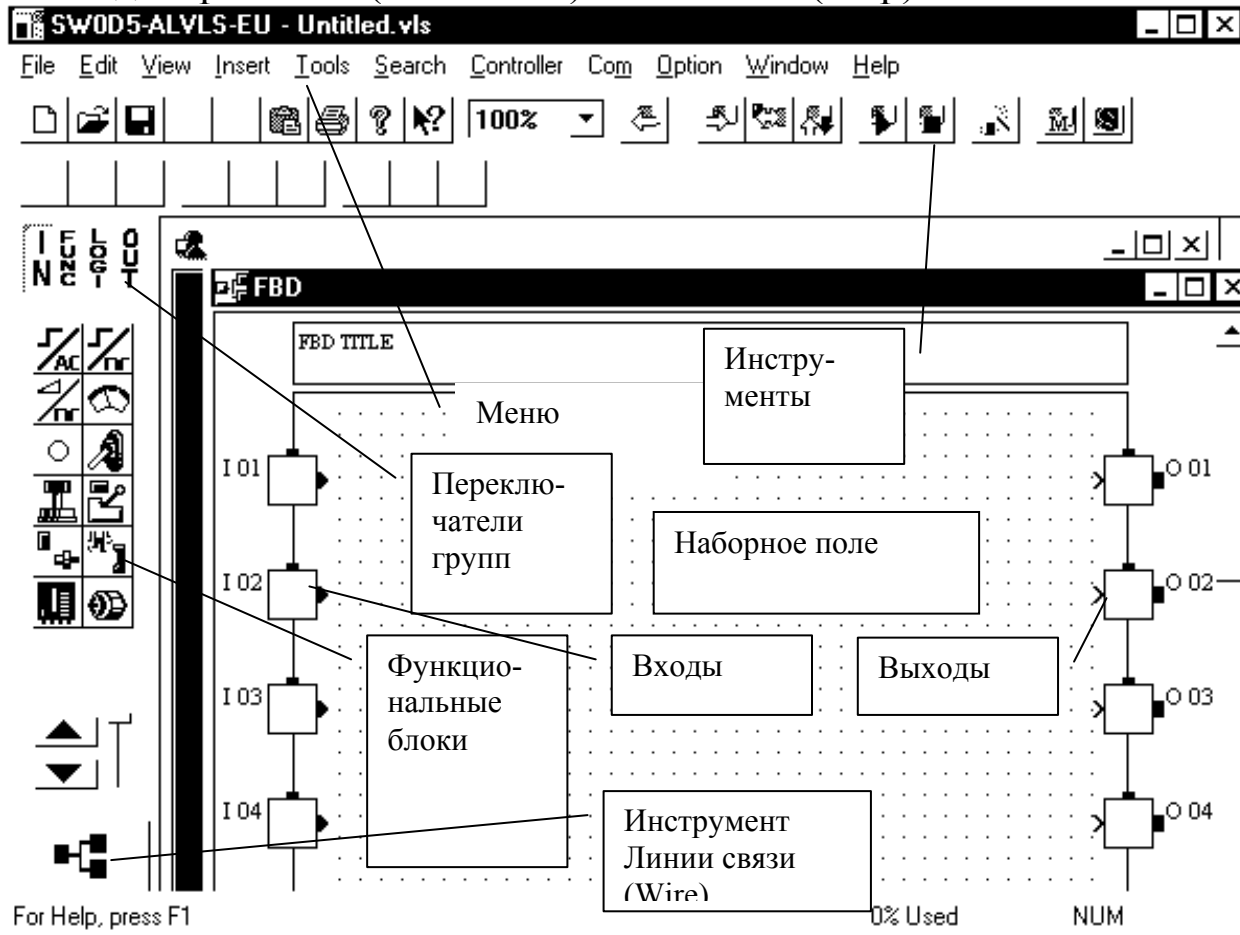 SW0D5-ALVLS-EU - Untitled.vls
File Edit View Insert Tools Search Controller Com Option Window Help
100%
IN FUNC LOGI OUT
FBD
FBD TITLE
Инстру-
менты
Меню
I 01
O 01
Переклю-
чатели
групп
Наборное поле
I 02
O 02
Функцио-
нальные
блоки
Входы
Выходы
I 03
O 03
I 04
O 04
Инструмент
Линии связи
(Wire)
For Help, press F1
0% Used
NUM